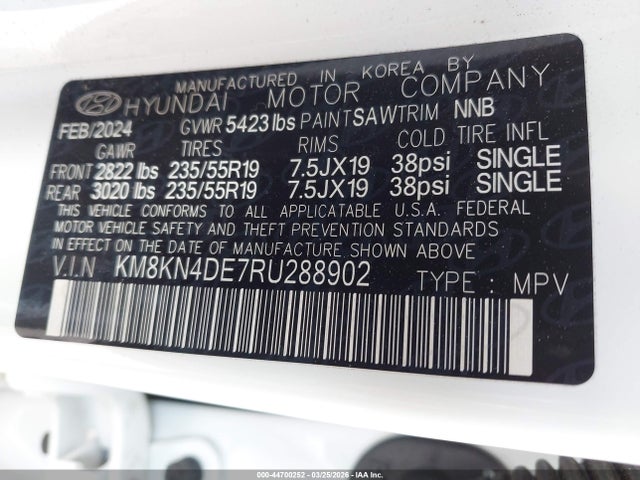 MANUFACTURED IN KOREA BY
HYUNDAI MOTOR COMPANY
FEB/2024 GVWR 5423 lbs PAINT SAW TRIM NNB
GAWR TIRES RIMS COLD TIRE INFL
FRONT 2822 lbs 235/55R19 7.5JX19 38psi SINGLE
REAR 3020 lbs 235/55R19 7.5JX19 38psi SINGLE
THIS VEHICLE CONFORMS TO ALL APPLICATABLE U.S.A. FEDERAL
MOTOR VEHICLE SAFETY AND THEFT PREVENTION STANDARDS
IN EFFECT ON THE DATE OF MANUFACTURE SHOWN ABOVE.
V.I.N KM8KN4DE7RU288902 TYPE : MPV
000-44700252 - 03/25/2026 - IAA Inc.